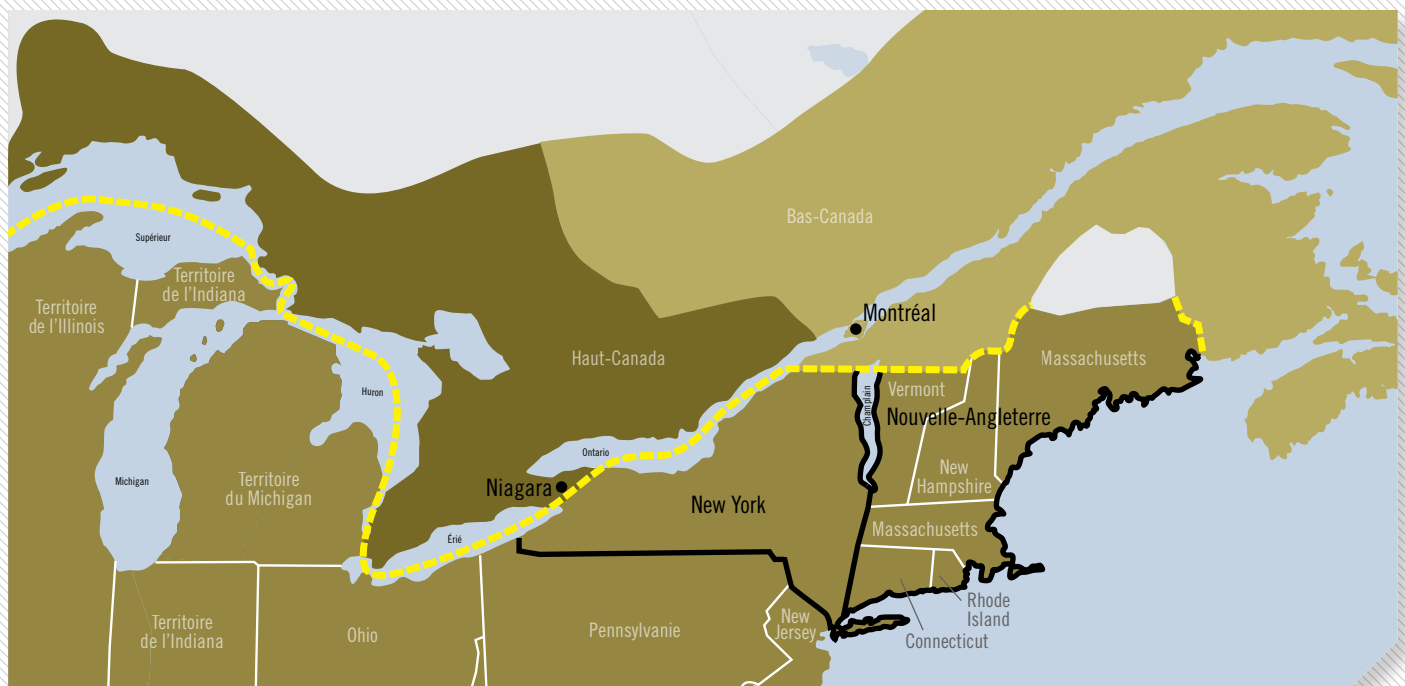 Bas-Canada
Supérieur
Territoire
de l'Indiana
Territoire
de l'Illinois
Montréal
Haut-Canada
Massachusetts
Huron
Champlain
Vermont
Nouvelle-Angleterre
Ontario
Michigan
Territoire
du Michigan
Niagara
New
Hampshire
New York
Massachusetts
Érié
Rhode
Island
Connecticut
New
Jersey
Territoire
de l'Indiana
Ohio
Pennsylvanie